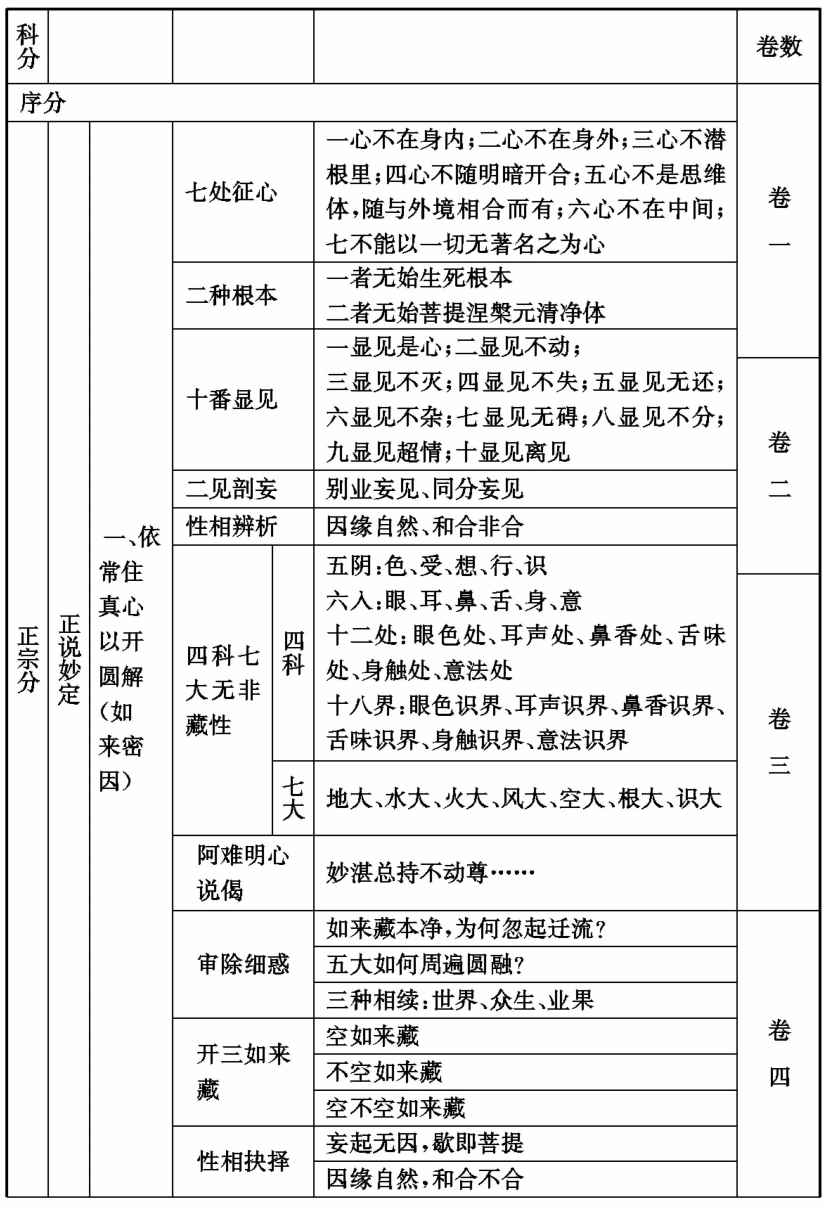 科
分
卷数
序分
正宗分
正说妙定
一、依
常住
真心
以开
圆解
(如
来密
因)
七处征心
一心不在身内;二心不在身外;三心不潜
根里;四心不随明暗开合;五心不是思维
体,随与外境相合而有;六心不在中间;
七不能以一切无著名之为心
卷
一
二种根本
一者无始生死根本
二者无始菩提涅槃元清净体
十番显见
一显见是心;二显见不动;
三显见不灭;四显见不失;五显见无还;
六显见不杂;七显见无碍;八显见不分;
九显见超情;十显见离见
卷
二
二见剖妄
别业妄见、同分妄见
性相辨析
因缘自然、和合非合
四科七
大无非
藏性
四
科
五阴:色、受、想、行、识
六入:眼、耳、鼻、舌、身、意
十二处:眼色处、耳声处、鼻香处、舌味
处、身触处、意法处
十八界:眼色识界、耳声识界、鼻香识界、
舌味识界、身触识界、意法识界
卷
三
七
大
地大、水大、火大、风大、空大、根大、识大
阿难明心
说偈
妙湛总持不动尊……
审除细惑
如来藏本净,为何忽起迁流?
五大如何周遍圆融?
三种相续:世界、众生、业果
卷
四
开三如来
藏
空如来藏
不空如来藏
空不空如来藏
性相抉择
妄起无因,歇即菩提
因缘自然,和合不合